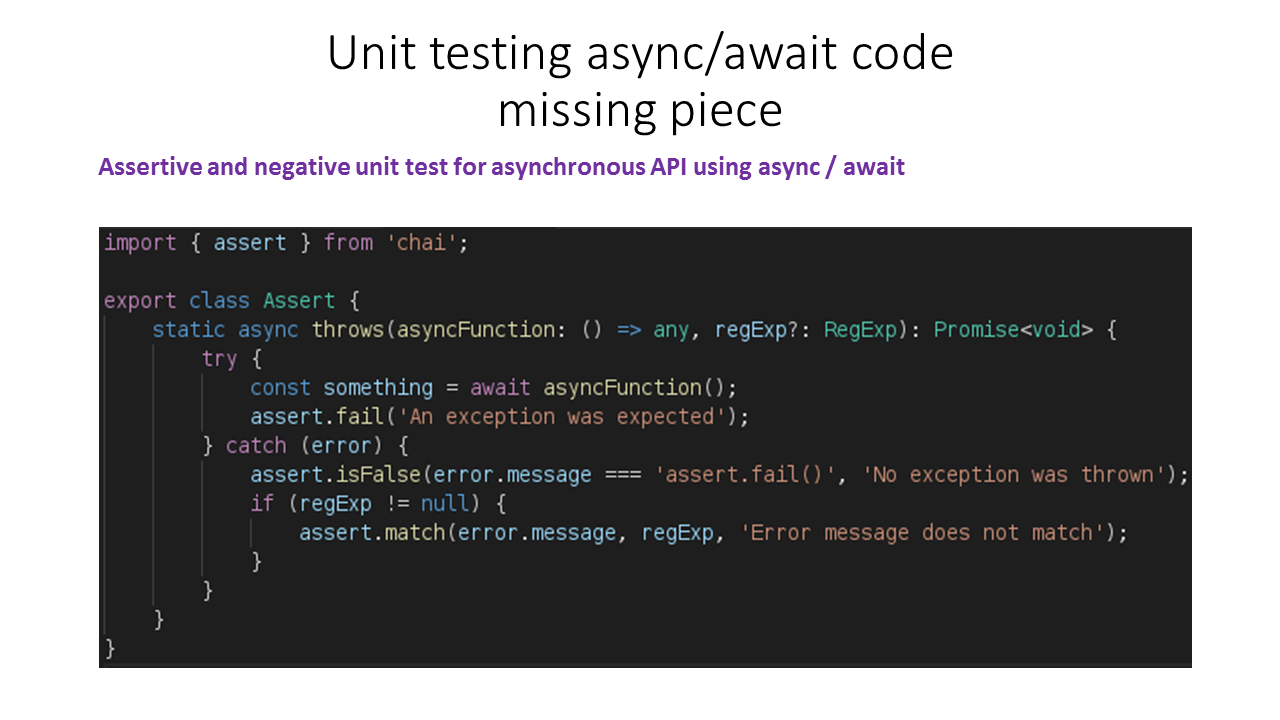 Unit testing async/await code
missing piece
Assertive and negative unit test for asynchronous API using async / await
import { assert } from 'chai';
export class Assert {
static async throws(asyncFunction: () => any, regExp?: RegExp): Promise<void> {
try {
const something = await asyncFunction();
assert.fail('An exception was expected');
} catch (error) {
assert.isFalse(error.message === 'assert.fail()', 'No exception was thrown');
if (regExp != null) {
assert.match(error.message, regExp, 'Error message does not match');
}
}
}
}